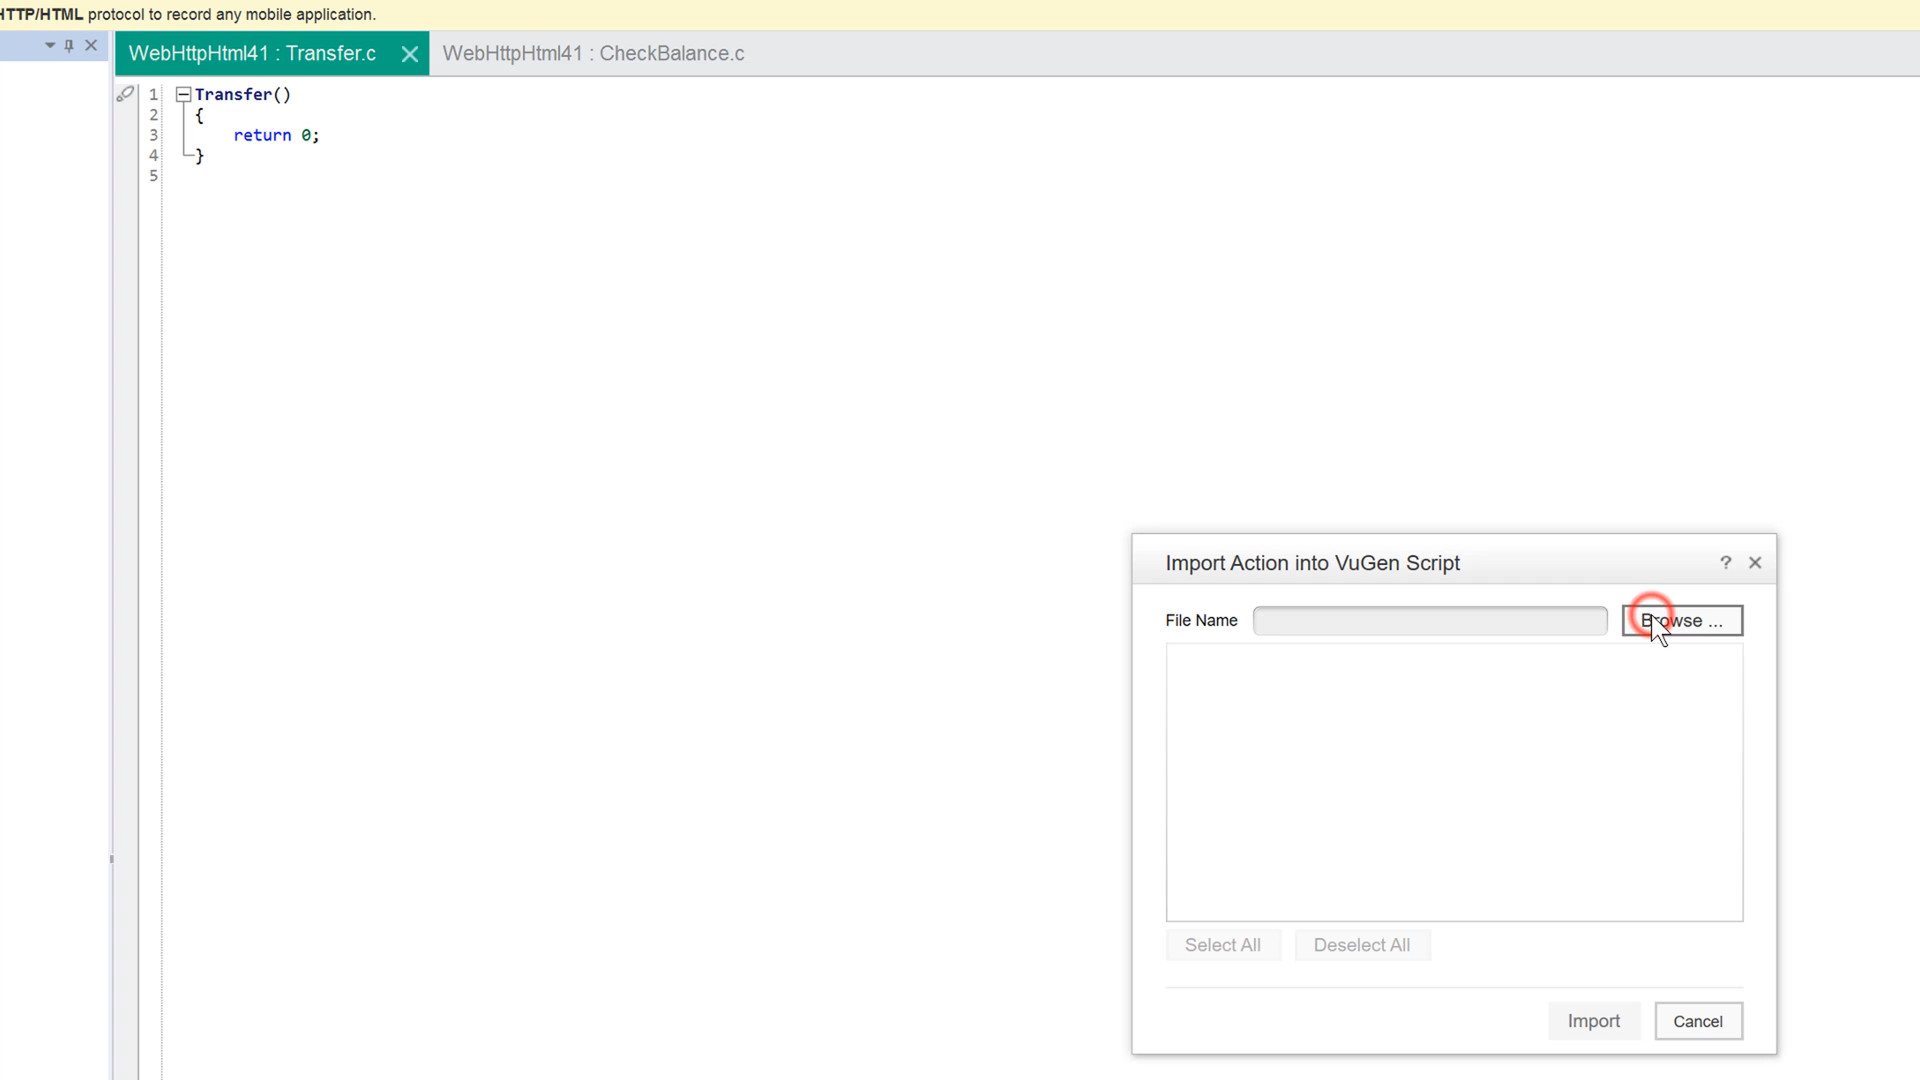 HTTP/HTML protocol to record any mobile application.
WebHttpHtml41 : Transfer.c
WebHttpHtml41 : CheckBalance.c
1 Transfer()
2 {
3 return 0;
4 }
5
Import Action into VuGen Script
?
File Name
Browse ...
Select All
Deselect All
Import
Cancel